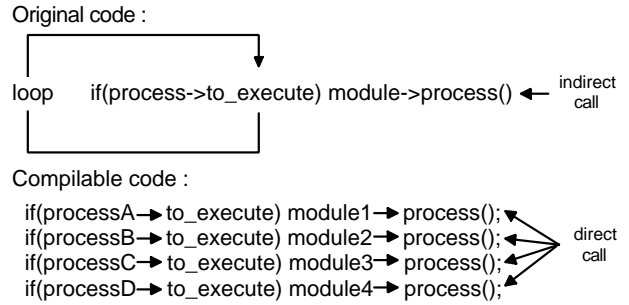 Original code :
loop if(process->to_execute) module->process() indirect call
Compilable code :
if(processA→ to_execute) module1→ process();
if(processB→ to_execute) module2→ process();
if(processC→ to_execute) module3→ process();
if(processD→ to_execute) module4→ process();
direct call